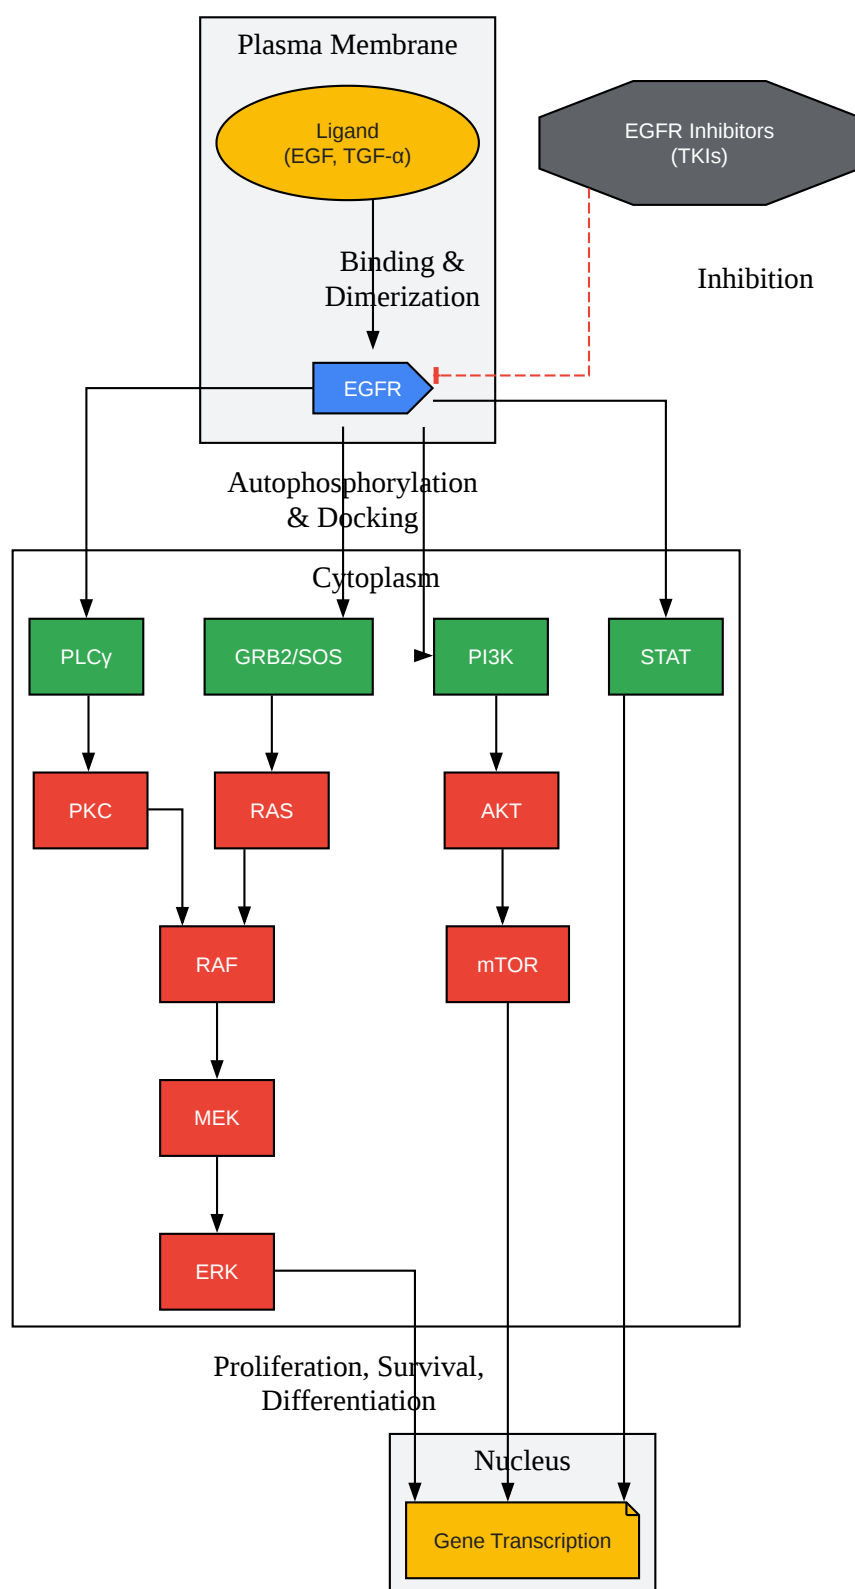 Plasma Membrane
Ligand
(EGF, TGF-α)
EGFR Inhibitors
(TKIs)
Binding &
Dimerization
Inhibition
EGFR
Autophosphorylation
& Docking
Cytoplasm
PLCγ
GRB2/SOS
PI3K
STAT
PKC
RAS
AKT
RAF
mTOR
MEK
ERK
Proliferation, Survival,
Differentiation
Nucleus
Gene Transcription